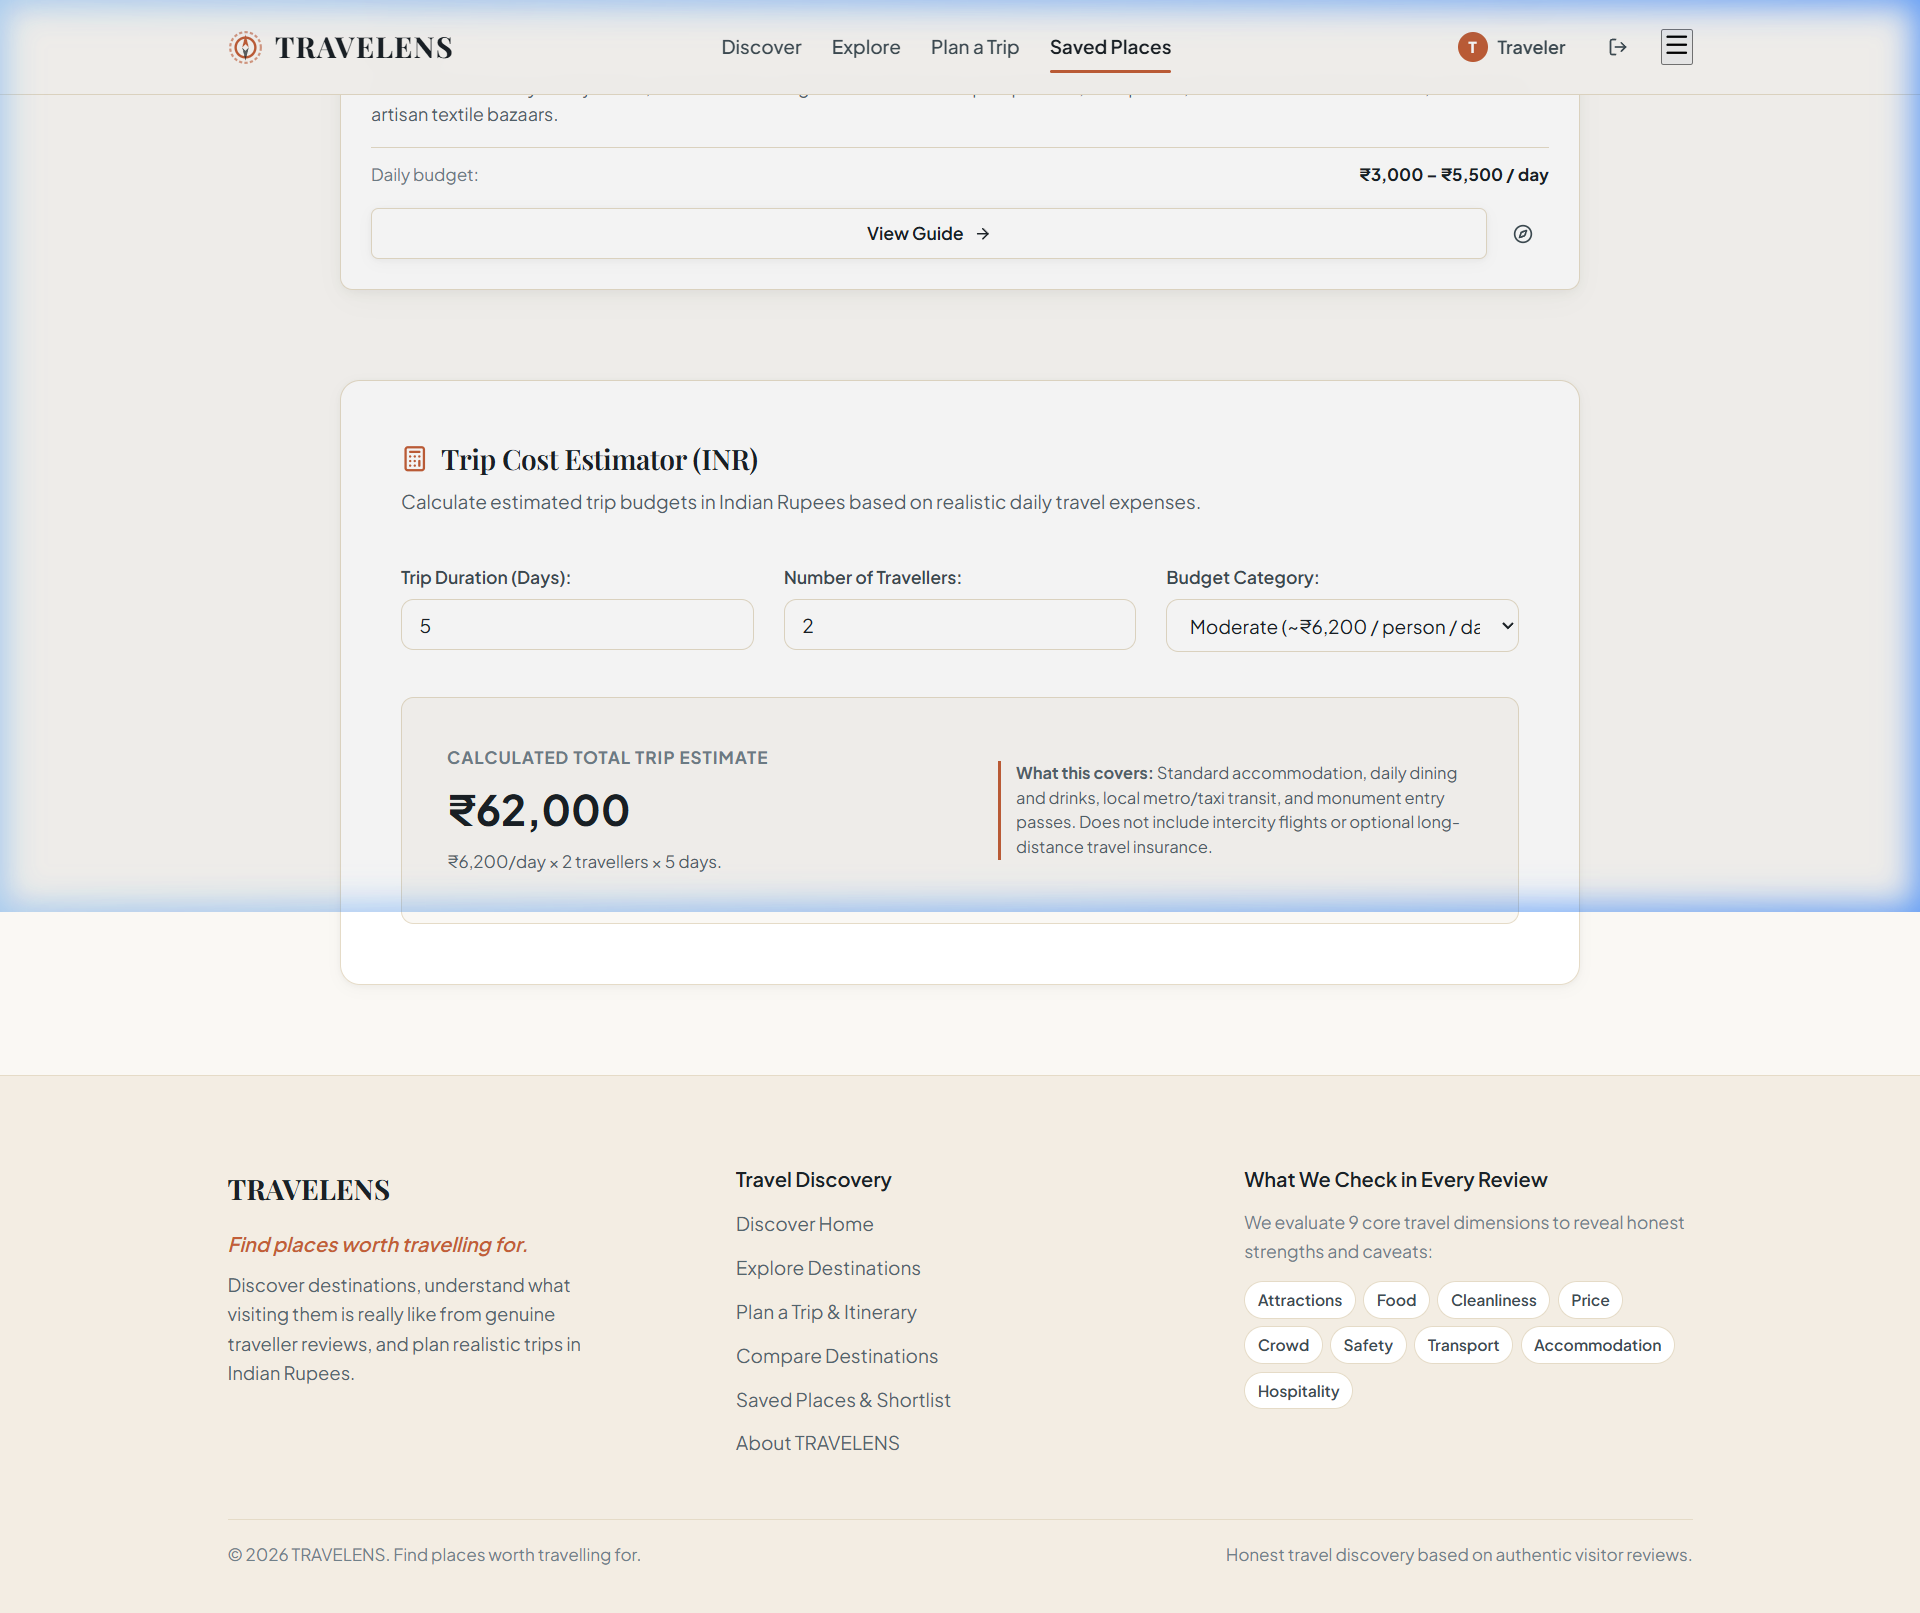 TRAVELENS
Discover
Explore
Plan a Trip
Saved Places
T
Traveler
artisan textile bazaars.
Daily budget:
₹3,000 – ₹5,500 / day
View Guide →
Trip Cost Estimator (INR)
Calculate estimated trip budgets in Indian Rupees based on realistic daily travel expenses.
Trip Duration (Days):
5
Number of Travellers:
2
Budget Category:
Moderate (~₹6,200 / person / da
CALCULATED TOTAL TRIP ESTIMATE
₹62,000
₹6,200/day × 2 travellers × 5 days.
What this covers: Standard accommodation, daily dining
and drinks, local metro/taxi transit, and monument entry
passes. Does not include intercity flights or optional long-
distance travel insurance.
TRAVELENS
Find places worth travelling for.
Discover destinations, understand what
visiting them is really like from genuine
traveller reviews, and plan realistic trips in
Indian Rupees.
Travel Discovery
Discover Home
Explore Destinations
Plan a Trip & Itinerary
Compare Destinations
Saved Places & Shortlist
About TRAVELENS
What We Check in Every Review
We evaluate 9 core travel dimensions to reveal honest
strengths and caveats:
Attractions
Food
Cleanliness
Price
Crowd
Safety
Transport
Accommodation
Hospitality
© 2026 TRAVELENS. Find places worth travelling for.
Honest travel discovery based on authentic visitor reviews.